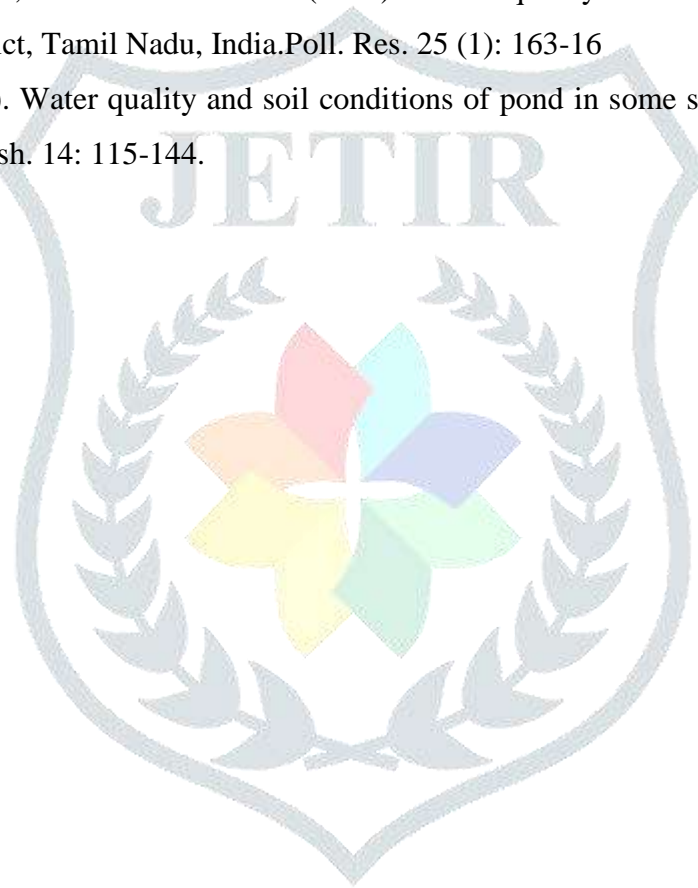 ict, Tamil Nadu, India.Poll. Res. 25 (1): 163-16
). Water quality and soil conditions of pond in some s
sh. 14: 115-144.
JETIR